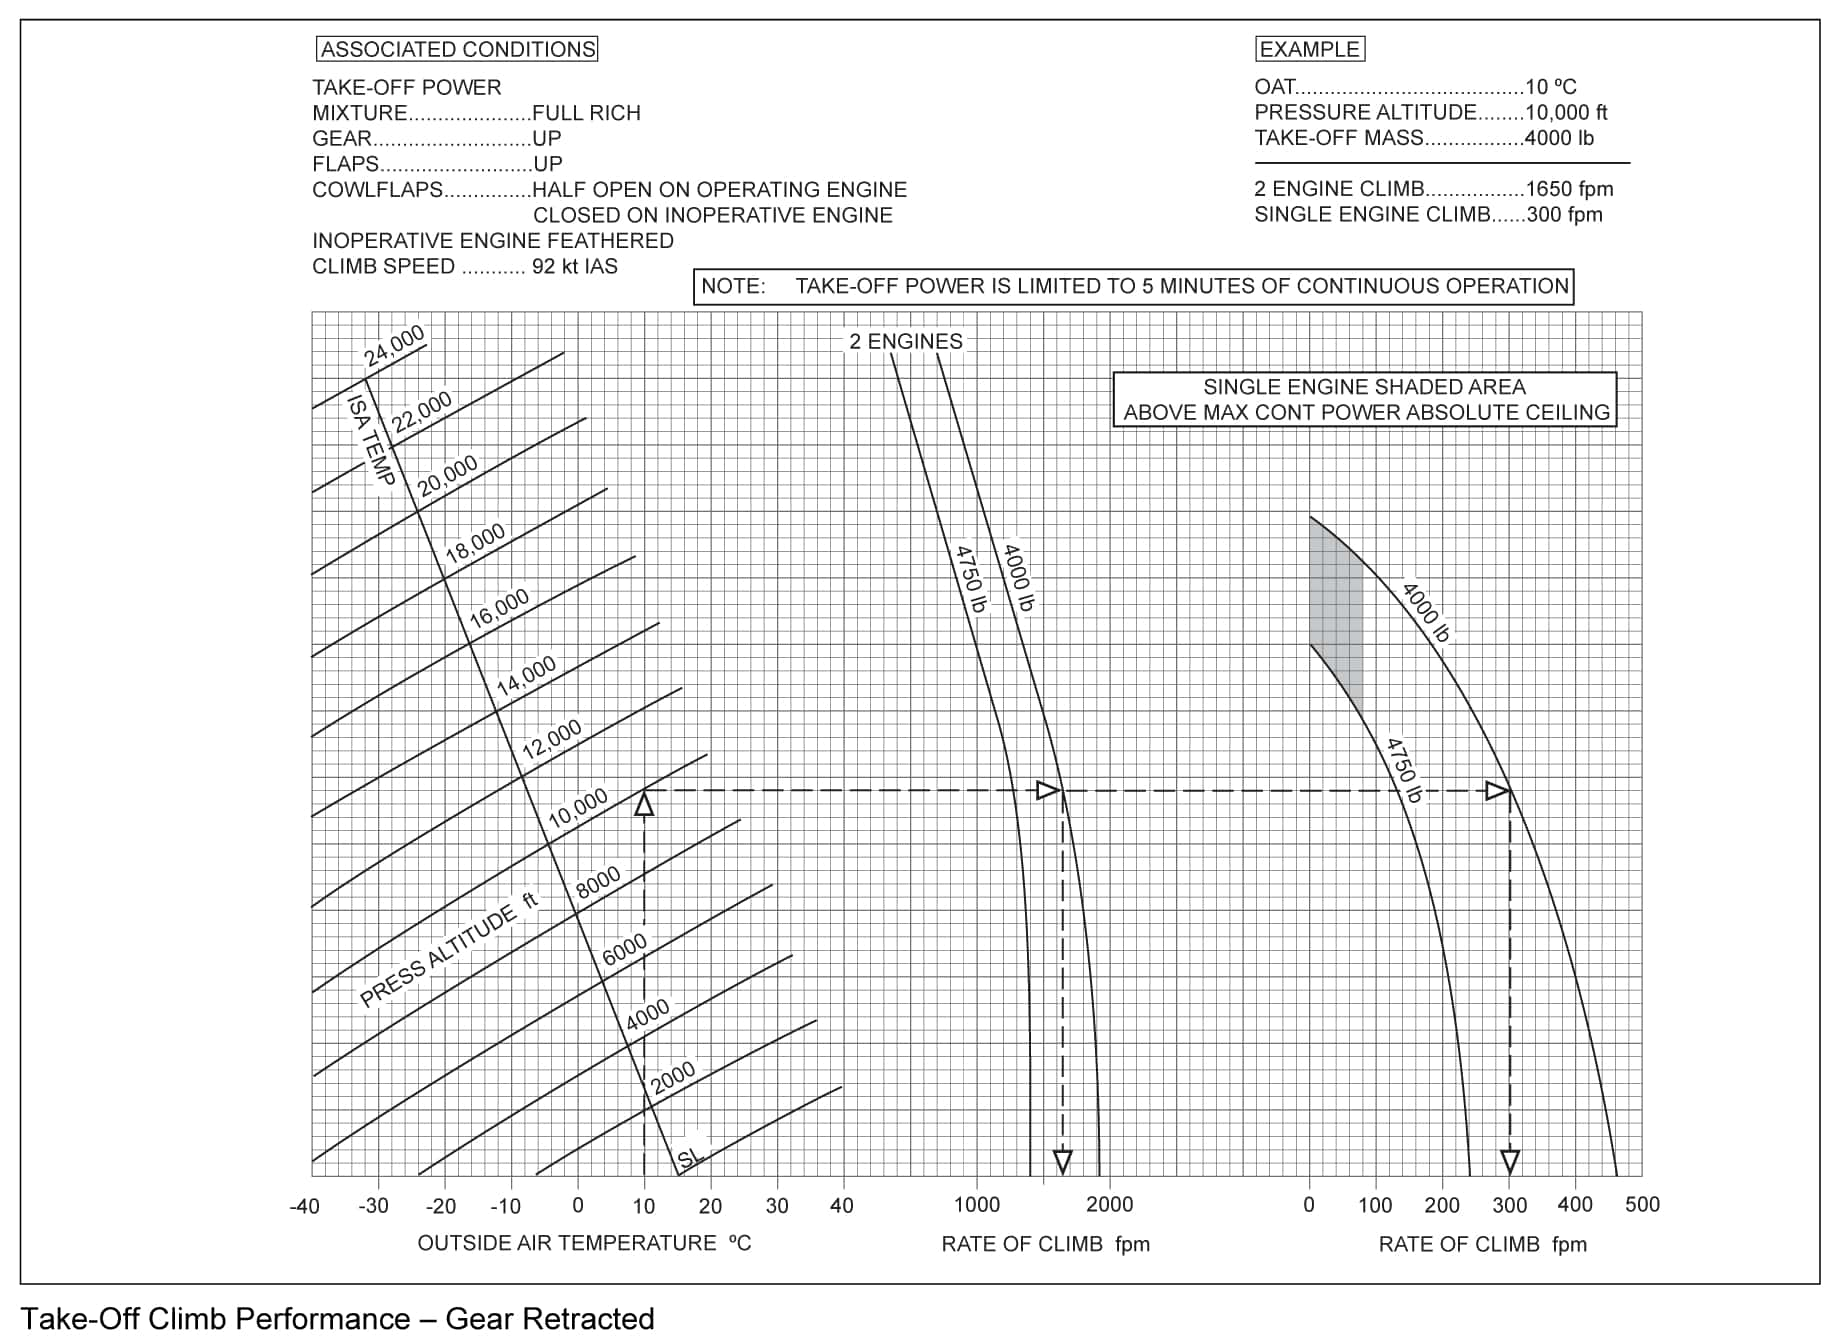 ASSOCIATED CONDITIONS
TAKE-OFF POWER
MIXTURE.....................FULL RICH
GEAR...........................UP
FLAPS..........................UP
COWLFLAPS...............HALF OPEN ON OPERATING ENGINE
CLOSED ON INOPERATIVE ENGINE
INOPERATIVE ENGINE FEATHERED
CLIMB SPEED ........... 92 kt IAS
EXAMPLE
OAT.......................................10 ºC
PRESSURE ALTITUDE........10,000 ft
TAKE-OFF MASS.................4000 lb
2 ENGINE CLIMB.................1650 fpm
SINGLE ENGINE CLIMB......300 fpm
NOTE: TAKE-OFF POWER IS LIMITED TO 5 MINUTES OF CONTINUOUS OPERATION
24,000
22,000
20,000
18,000
16,000
14,000
12,000
10,000
8000
6000
4000
2000
SL
ISA TEMP
PRESS ALTITUDE ft
2 ENGINES
4750 lb
4000 lb
SINGLE ENGINE SHADED AREA
ABOVE MAX CONT POWER ABSOLUTE CEILING
4000 lb
4750 lb
-40 -30 -20 -10 0 10 20 30 40
OUTSIDE AIR TEMPERATURE ºC
1000 2000
RATE OF CLIMB fpm
0 100 200 300 400 500
RATE OF CLIMB fpm
Take-Off Climb Performance – Gear Retracted